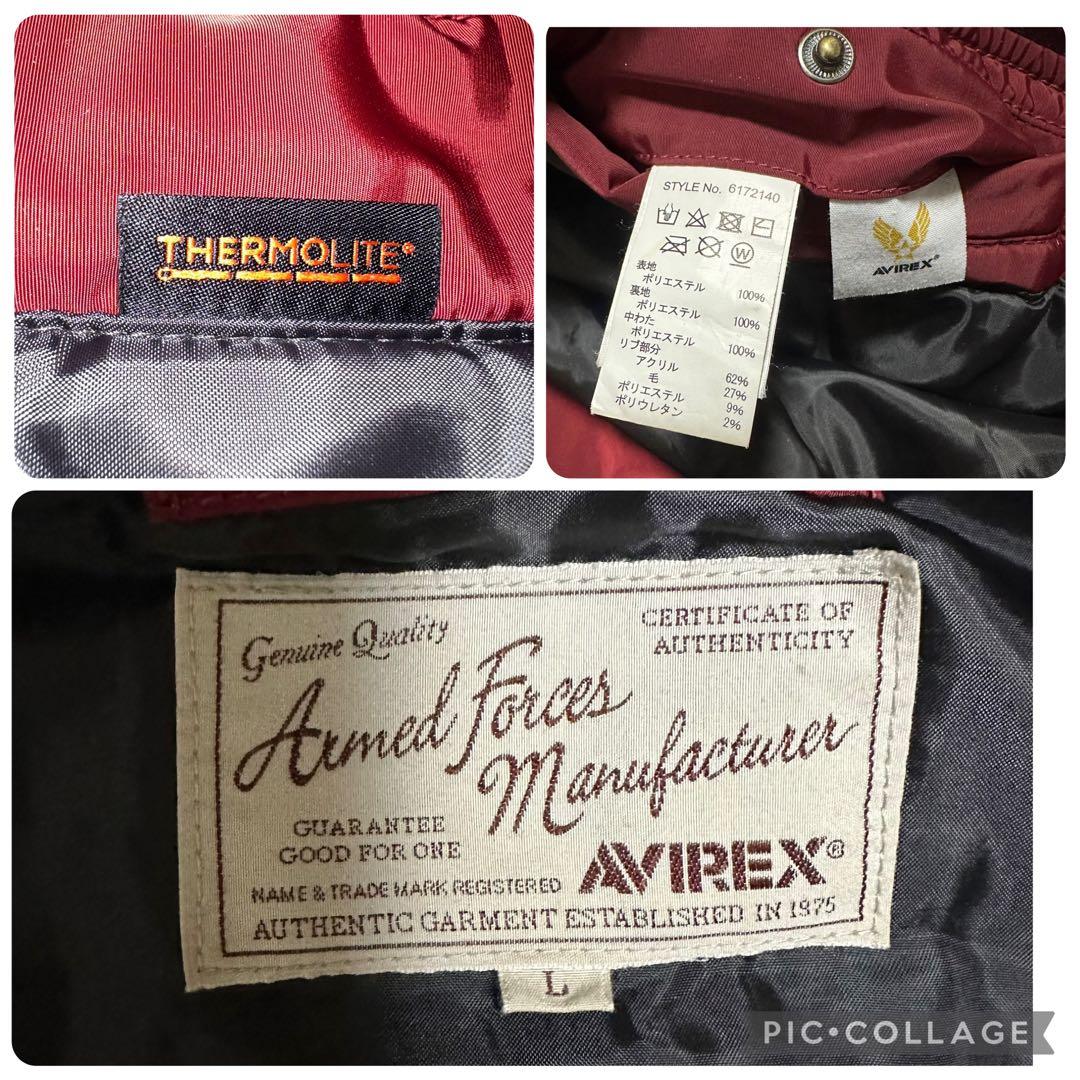 THERMOLITE®
STYLE No. 6172140
W
表地
ポリエステル 100%
裏地
ポリエステル 100%
中わた
ポリエステル 100%
リブ部分
アクリル 62%
毛 27%
ポリエステル 9%
ポリウレタン 2%
AVIREX®
Genuine Quality
CERTIFICATE OF
AUTHENTICITY
Armed Forces
Manufacturer
GUARANTEE
GOOD FOR ONE
NAME & TRADE MARK REGISTERED
AVIREX®
AUTHENTIC GARMENT ESTABLISHED IN 1975
L
PIC•COLLAGE